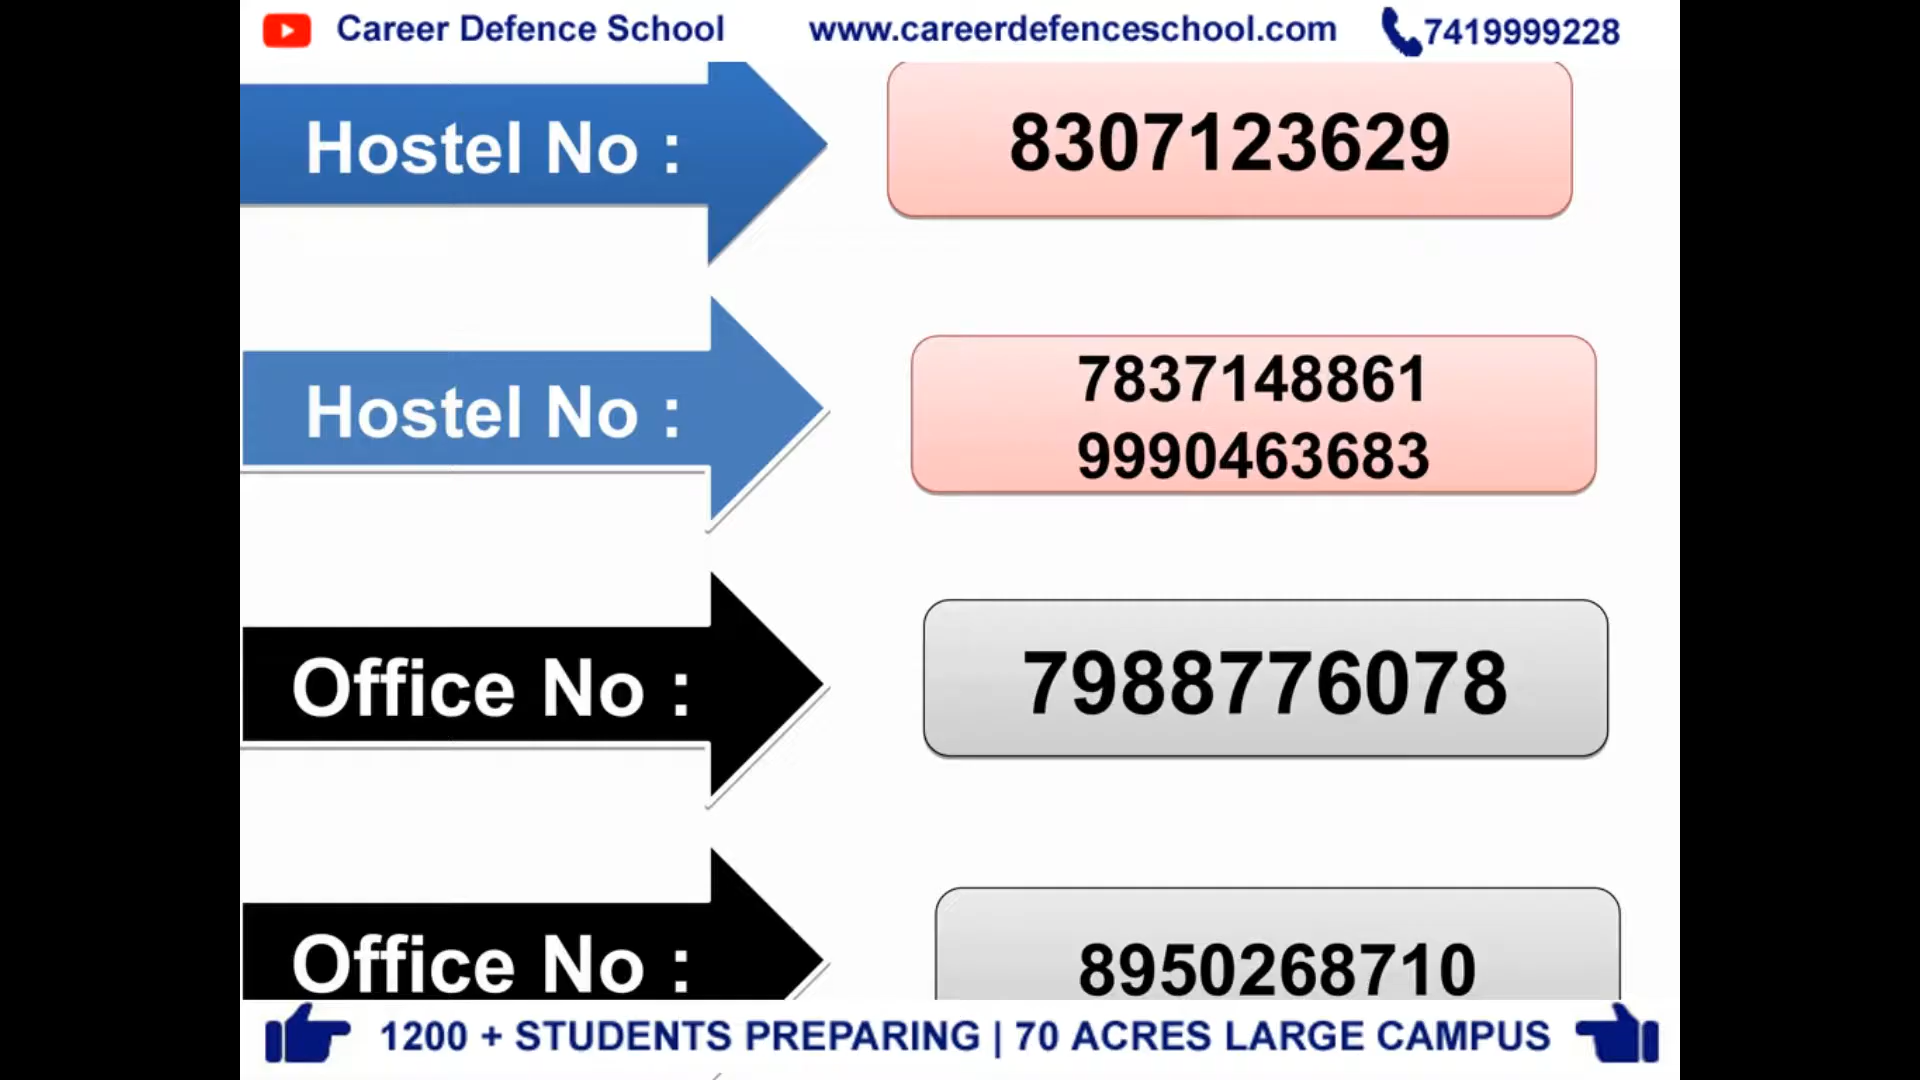 Career Defence School www.careerdefenceschool.com 7419999228
Hostel No : 8307123629
Hostel No : 7837148861
9990463683
Office No : 7988776078
Office No : 8950268710
1200 + STUDENTS PREPARING | 70 ACRES LARGE CAMPUS